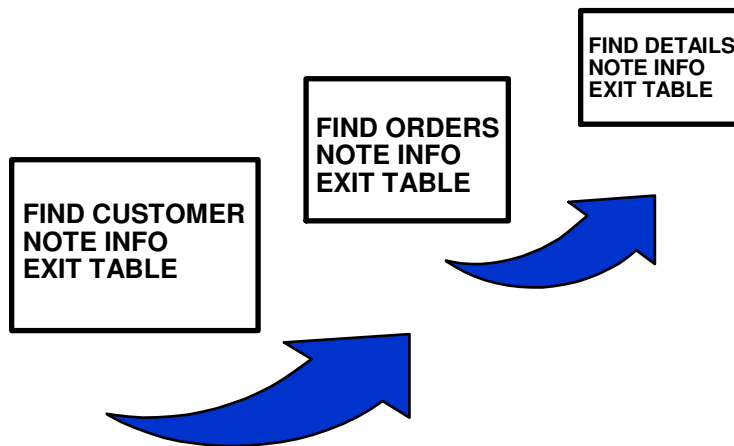 FIND CUSTOMER
NOTE INFO
EXIT TABLE
FIND ORDERS
NOTE INFO
EXIT TABLE
FIND DETAILS
NOTE INFO
EXIT TABLE